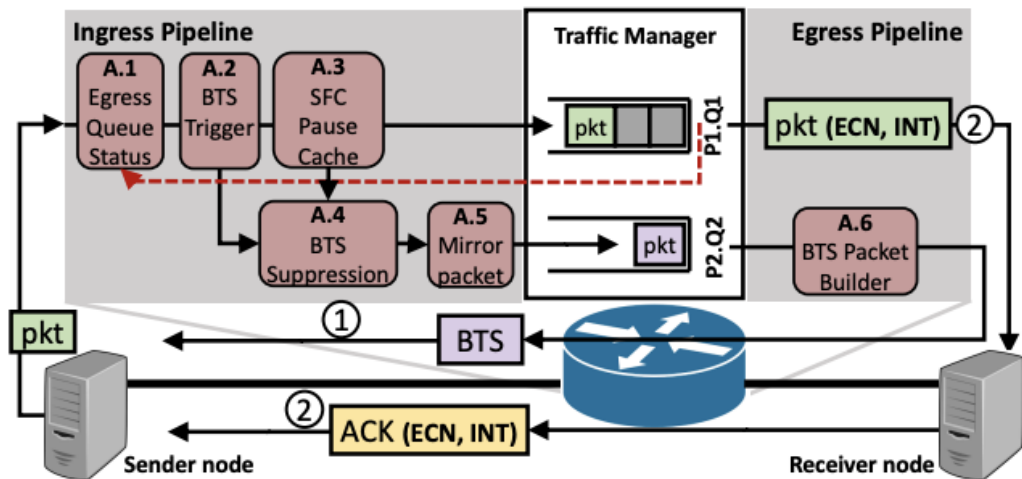 Ingress Pipeline
Traffic Manager
Egress Pipeline
A.1
Egress
Queue
Status
A.2
BTS
Trigger
A.3
SFC
Pause
Cache
pkt
P1.Q1
pkt (ECN, INT)
2
A.4
BTS
Suppression
A.5
Mirror
packet
pkt
P2.Q2
A.6
BTS Packet
Builder
pkt
1
BTS
2
ACK (ECN, INT)
Sender node
Receiver node